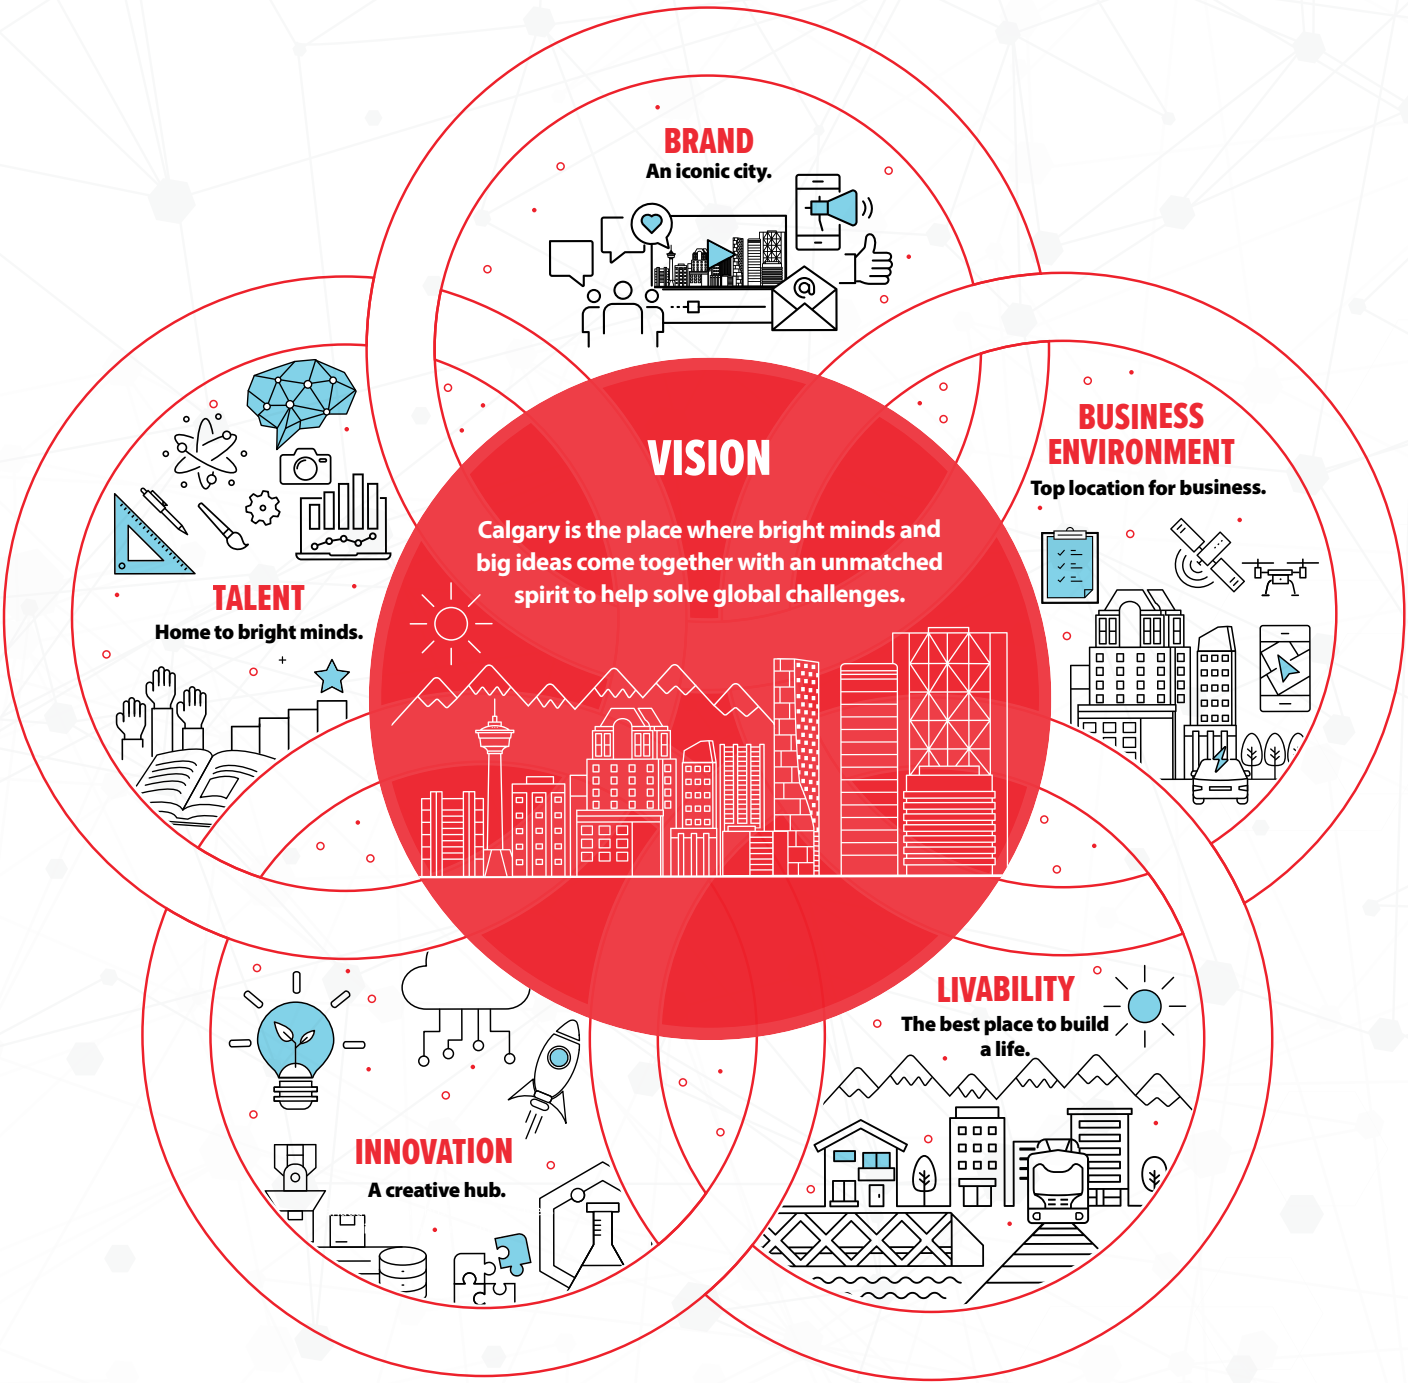 BRAND
An iconic city.
@
BUSINESS
ENVIRONMENT
Top location for business.
VISION
Calgary is the place where bright minds and
big ideas come together with an unmatched
spirit to help solve global challenges.
TALENT
Home to bright minds.
LIVABILITY
The best place to build
a life.
INNOVATION
A creative hub.